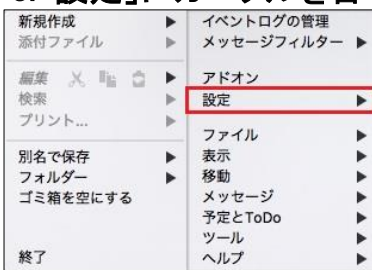 新規作成
添付ファイル
編集
検索
プリント...
別名で保存
フォルダー
ゴミ箱を空にする
終了
イベントログの管理
メッセージフィルター
アドオン
設定
ファイル
表示
移動
メッセージ
予定とToDo
ツール
ヘルプ